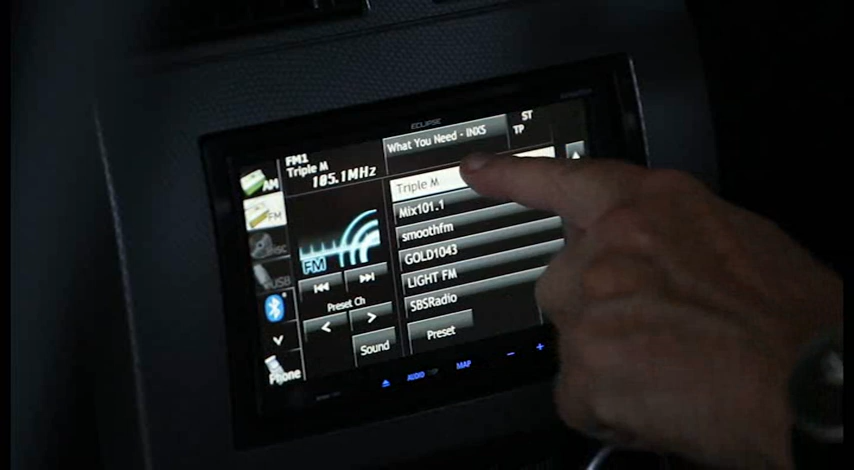 ECLIPSE
FM1
Triple M
105.1MHz
What You Need - INXS
ST
TP
AM
FM
DISC
USB
Phone
FM
Preset Ch
< >
Sound
Triple M
Mix101.1
smoothfm
GOLD1043
LIGHT FM
SBSRadio
Preset
AUDIO
MAP
- +